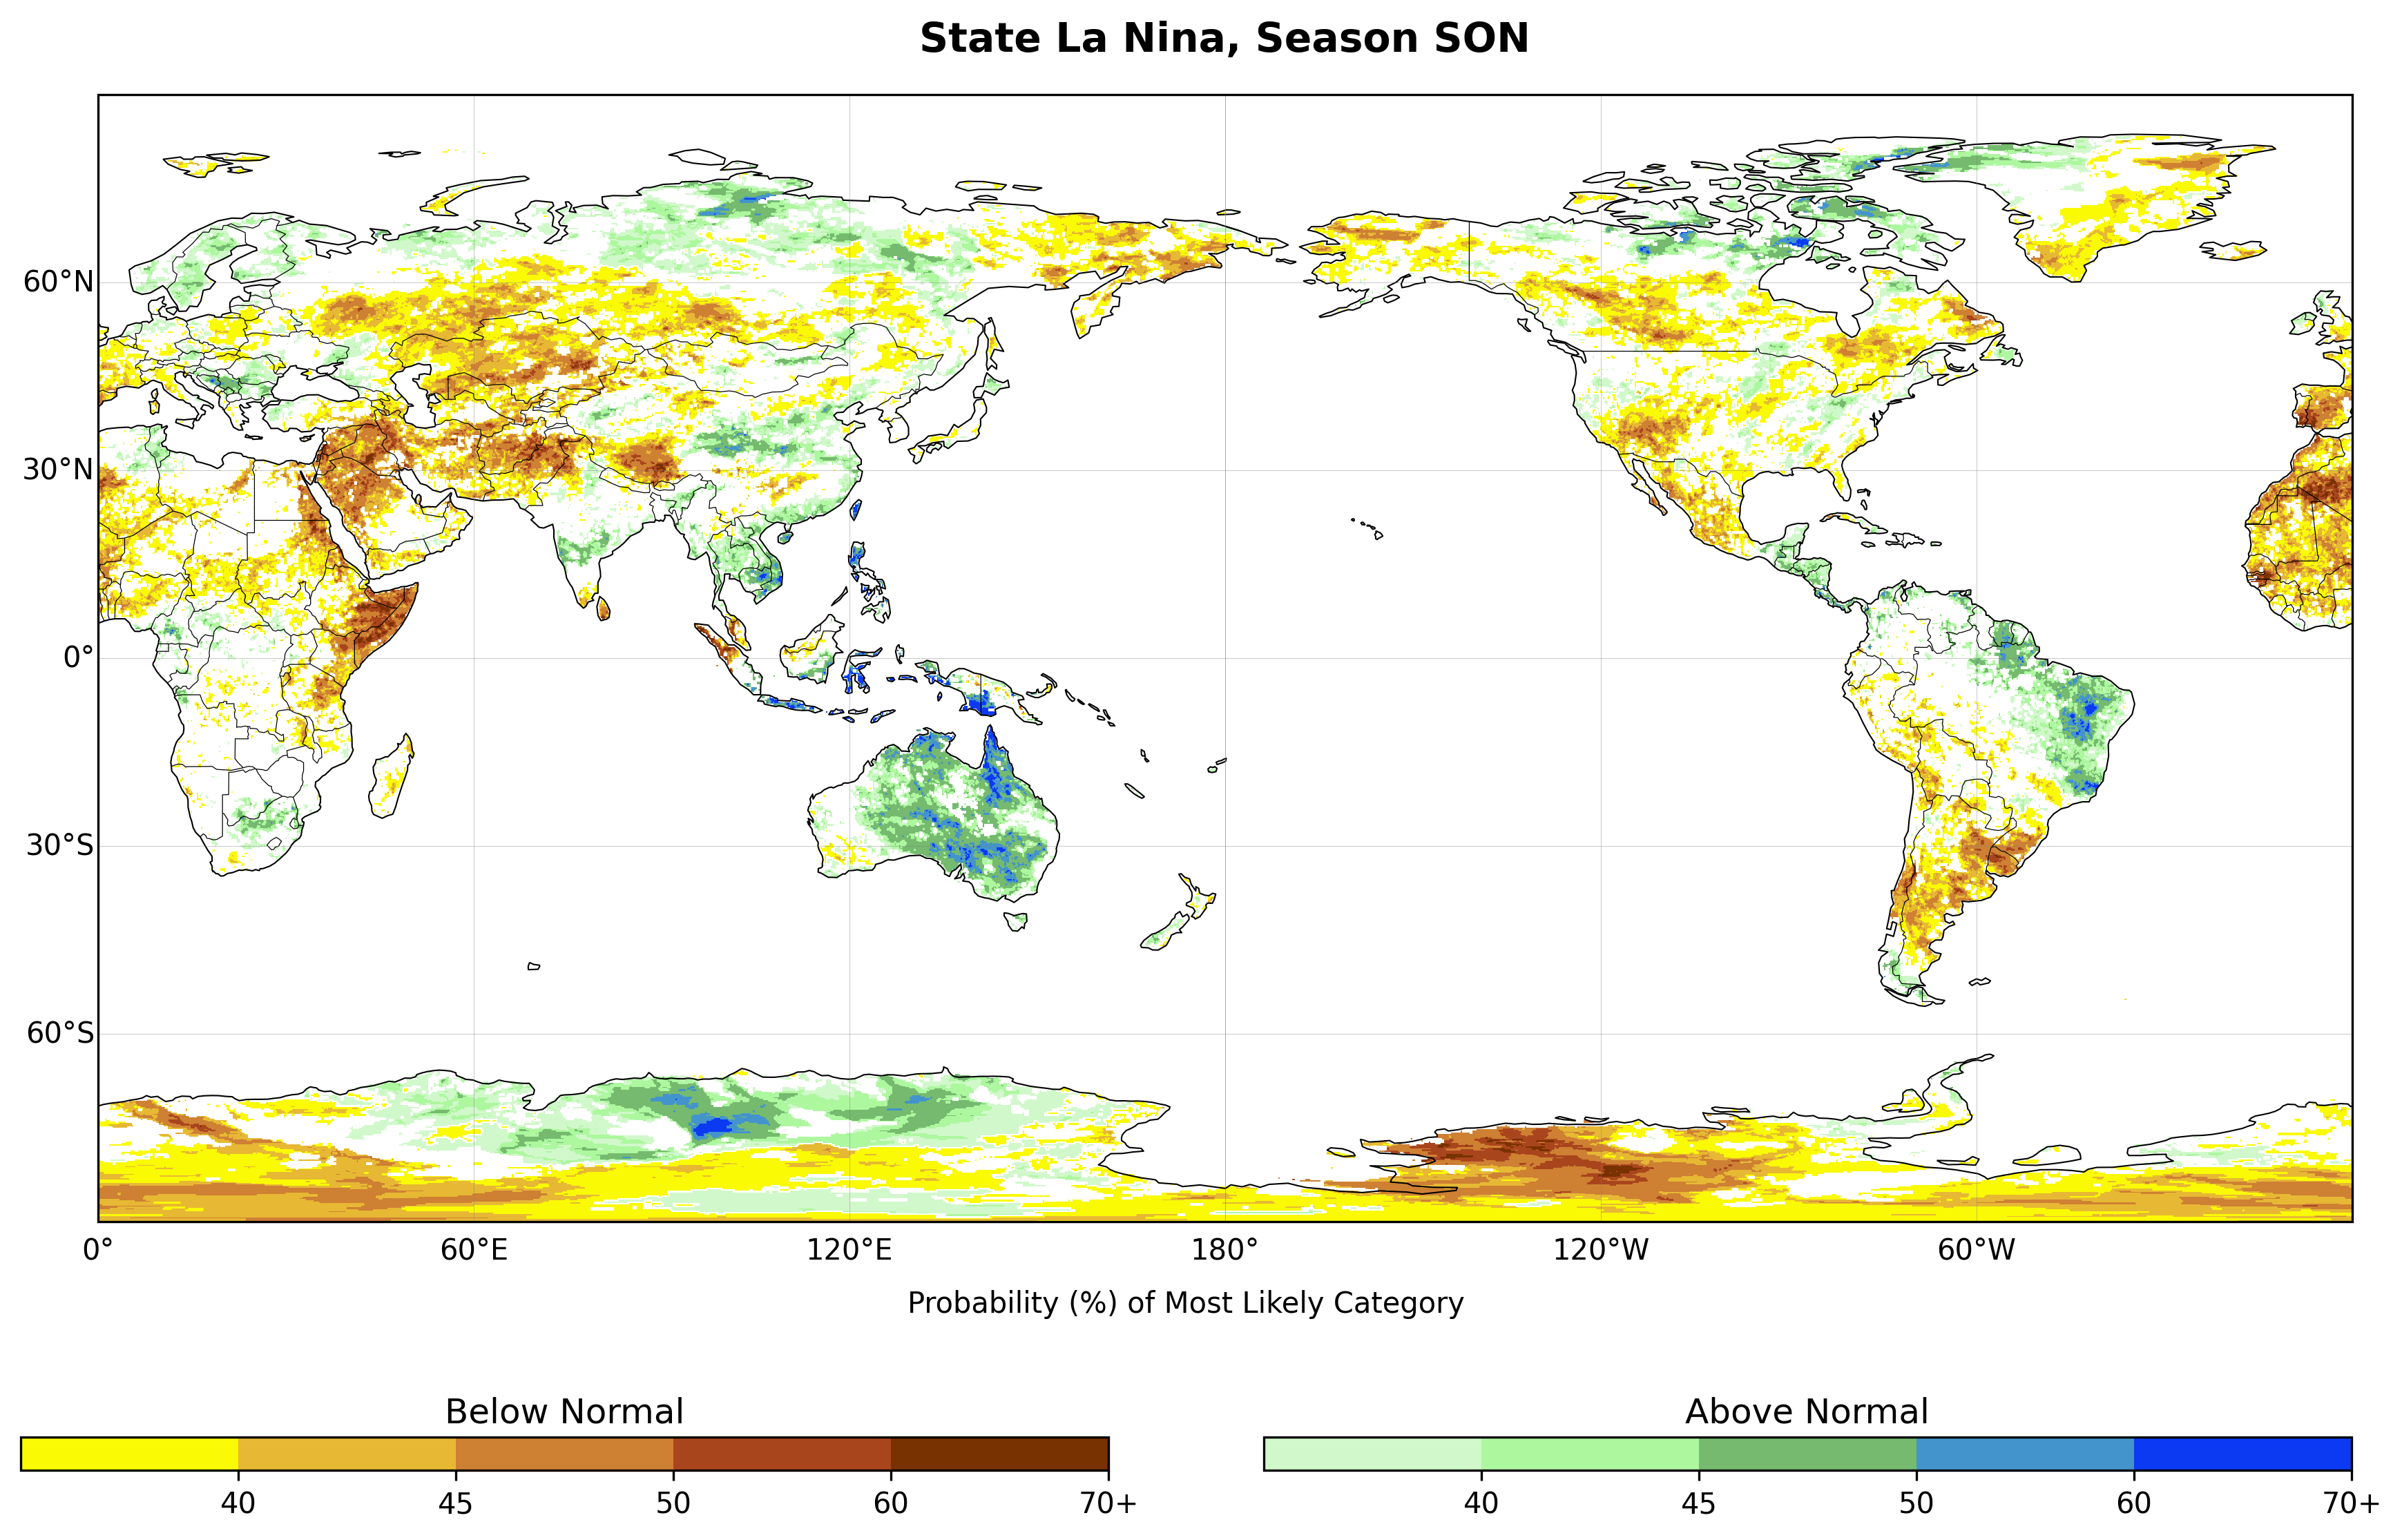 State La Nina, Season SON
60°N
30°N
0°
30°S
60°S
0° 60°E 120°E 180° 120°W 60°W
Probability (%) of Most Likely Category
Below Normal Above Normal
40 45 50 60 70+ 40 45 50 60 70+